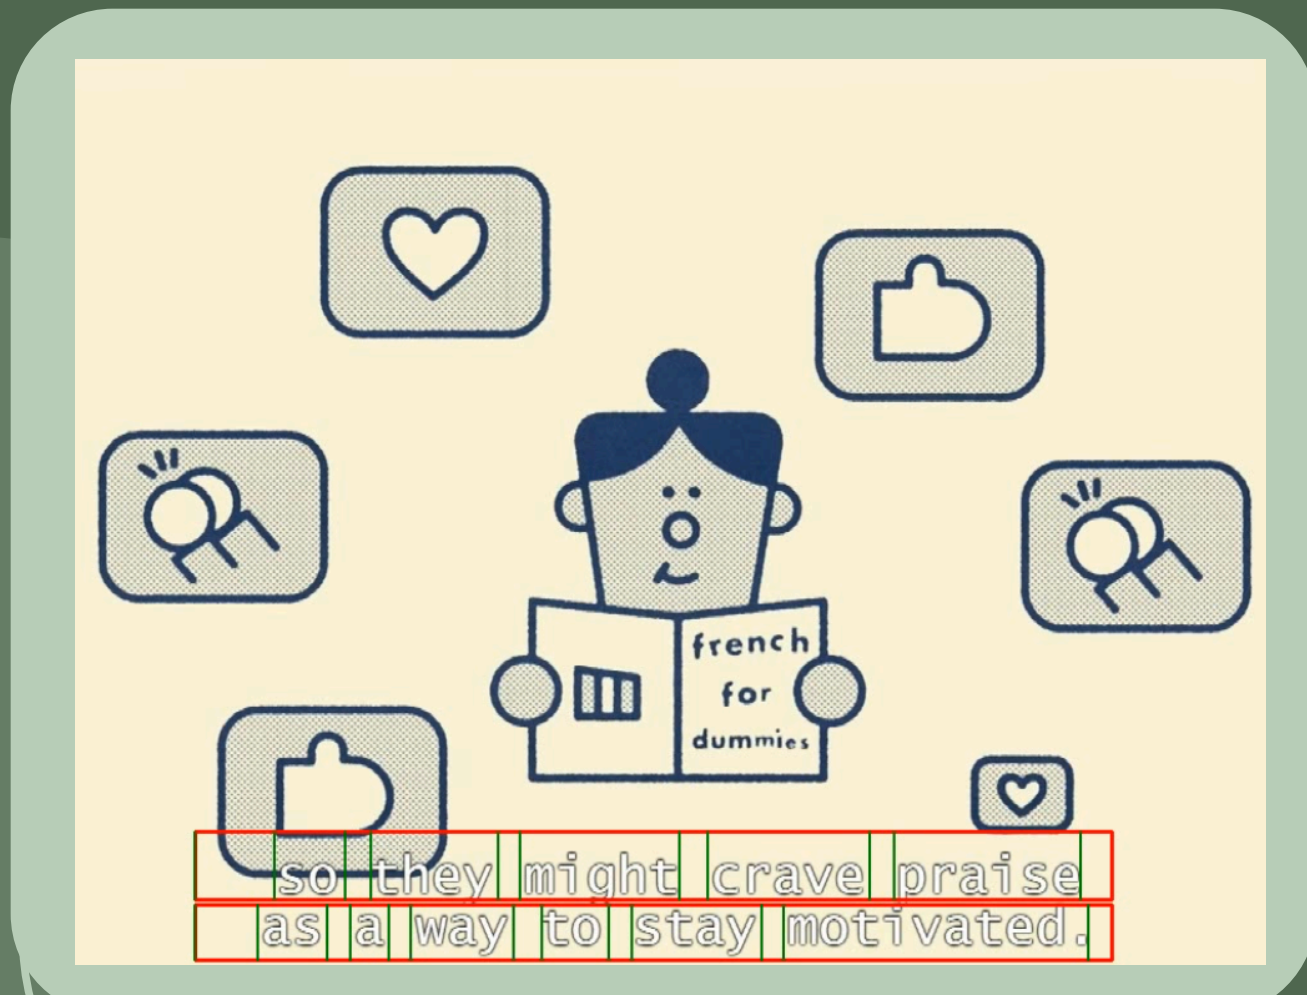 french
for
dummies
so they might crave praise
as a way to stay motivated.